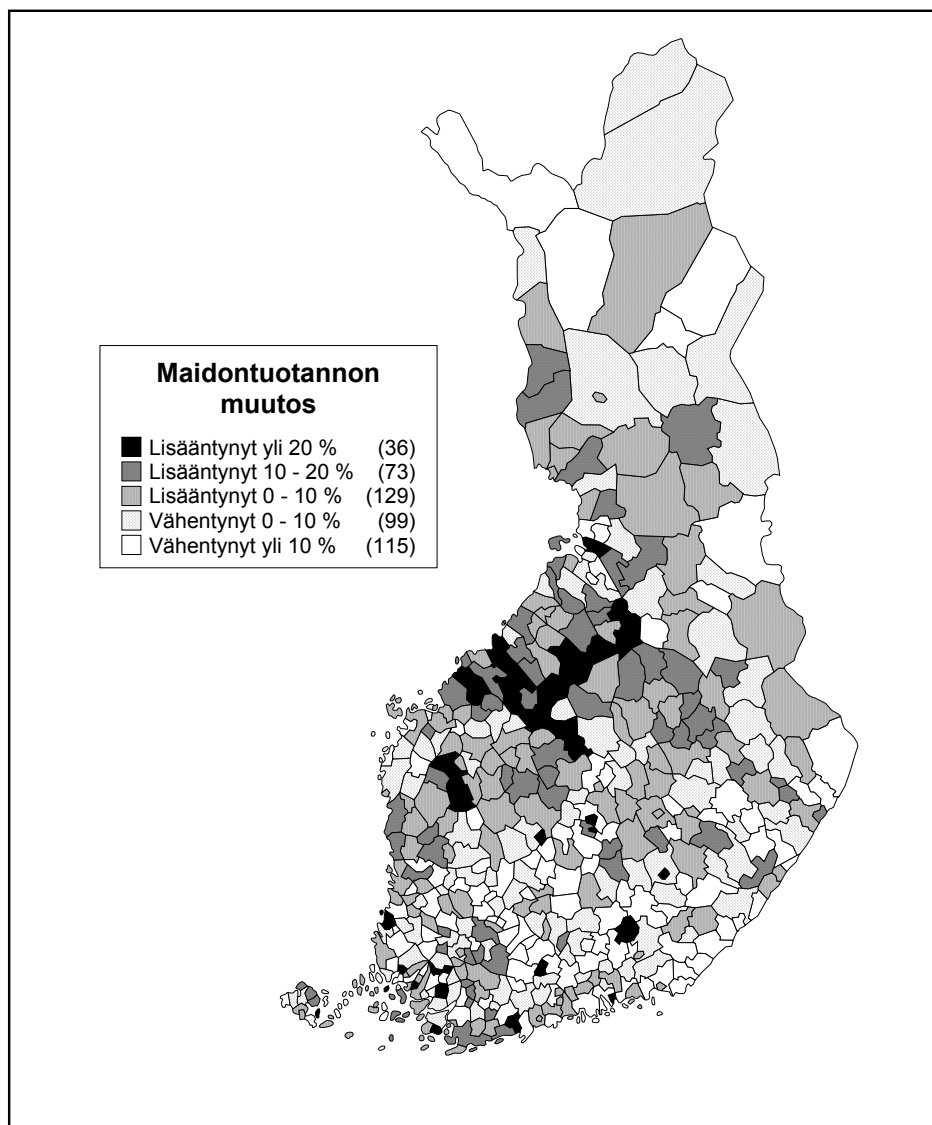 Maidontuotannon
muutos
Lisääntynyt yli 20 % (36)
Lisääntynyt 10 - 20 % (73)
Lisääntynyt 0 - 10 % (129)
Vähentynyt 0 - 10 % (99)
Vähentynyt yli 10 % (115)